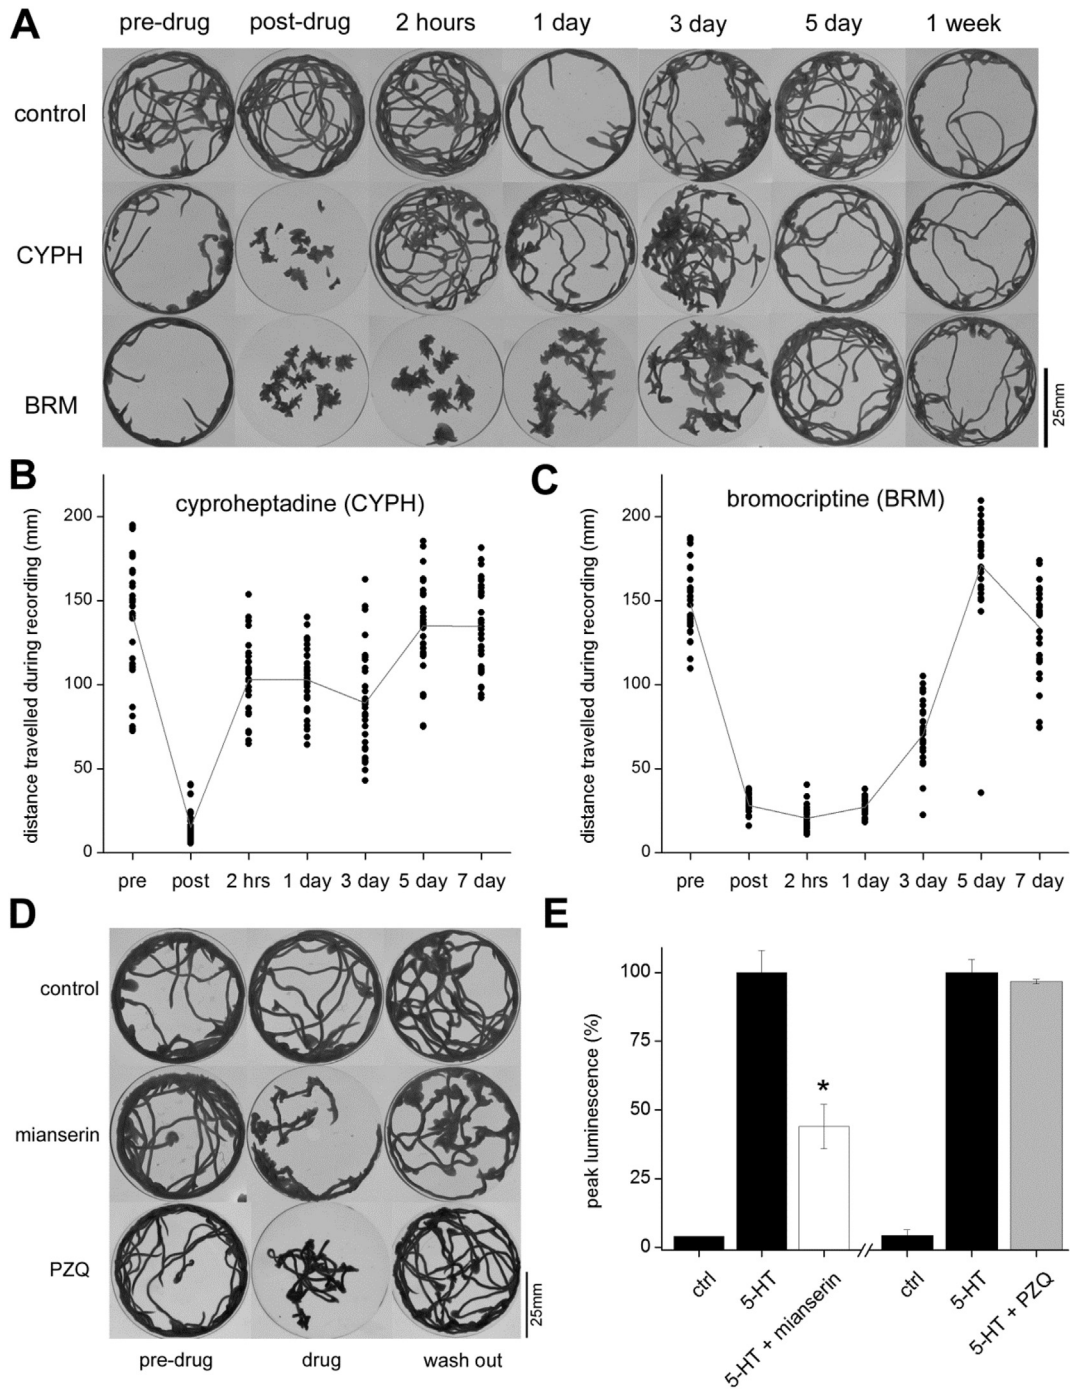 A
pre-drug post-drug 2 hours 1 day 3 day 5 day 1 week
control
CYPH
BRM
25mm
B
cyproheptadine (CYPH)
distance travelled during recording (mm)
200
150
100
50
0
pre post 2 hrs 1 day 3 day 5 day 7 day
C
bromocriptine (BRM)
distance travelled during recording (mm)
200
150
100
50
0
pre post 2 hrs 1 day 3 day 5 day 7 day
D
control
mianserin
PZQ
25mm
pre-drug drug wash out
E
peak luminescence (%)
100
75
50
25
0
*
ctrl
5-HT
5-HT + mianserin
//
ctrl
5-HT
5-HT + PZQ